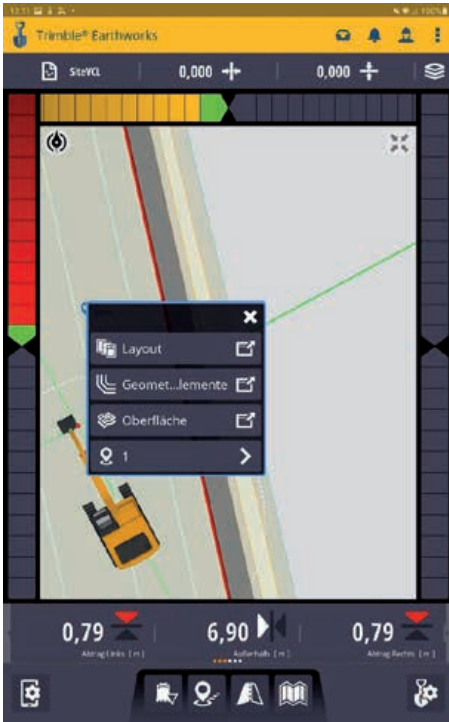 Trimble® Earthworks
SiteVCL
0,000
0,000
Layout
Geomet...lemente
Oberfläche
1
0,79
6,90
0,79
Abtrag Links [m]
Außerhalb [m]
Abtrag Rechts [m]